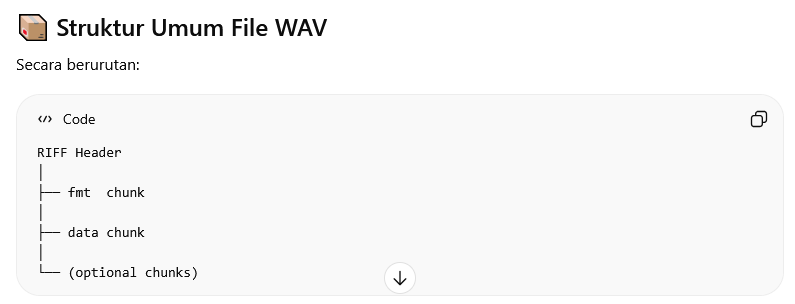 Struktur Umum File WAV
Secara berurutan:
Code
RIFF Header
│
├── fmt  chunk
│
├── data chunk
│
└── (optional chunks)